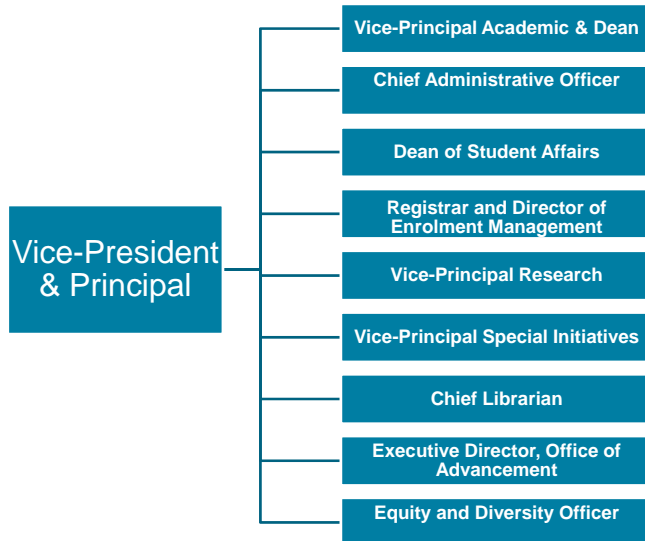 Vice-President
& Principal
Vice-Principal Academic & Dean
Chief Administrative Officer
Dean of Student Affairs
Registrar and Director of
Enrolment Management
Vice-Principal Research
Vice-Principal Special Initiatives
Chief Librarian
Executive Director, Office of
Advancement
Equity and Diversity Officer